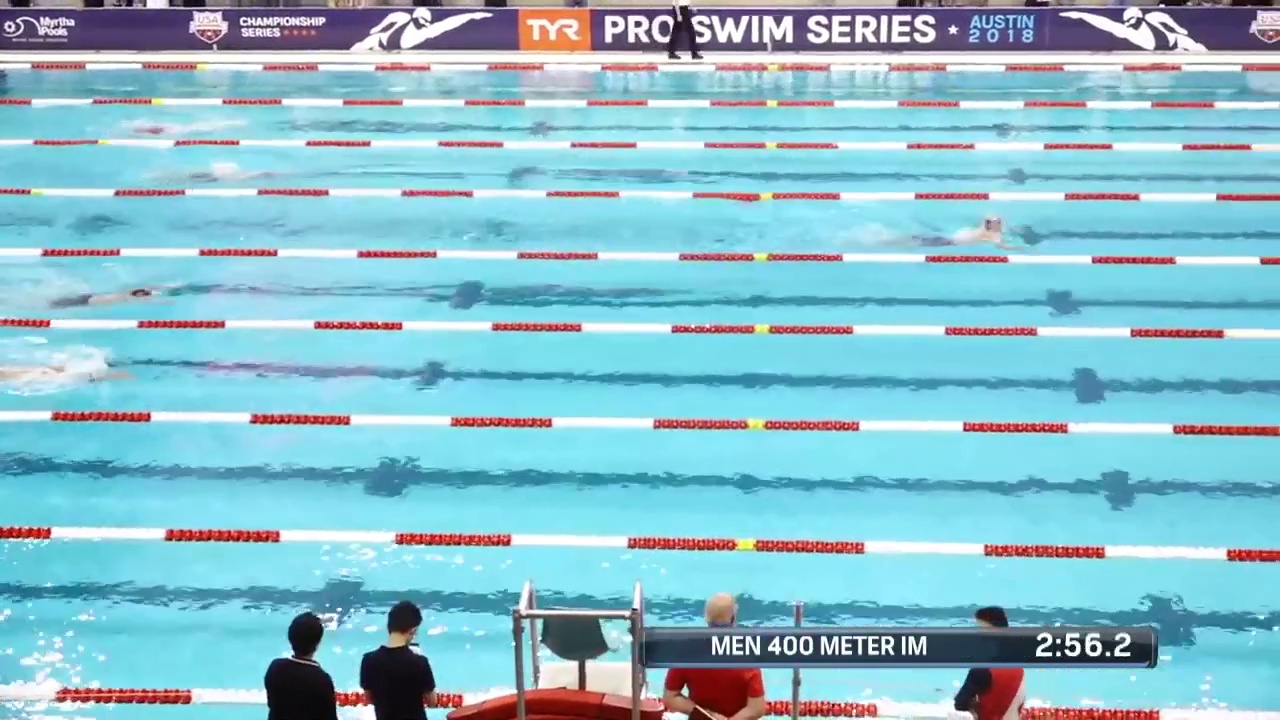 Myrtha Pools
USA
CHAMPIONSHIP SERIES
TYR PRO SWIM SERIES
AUSTIN 2018
MEN 400 METER IM 2:56.2